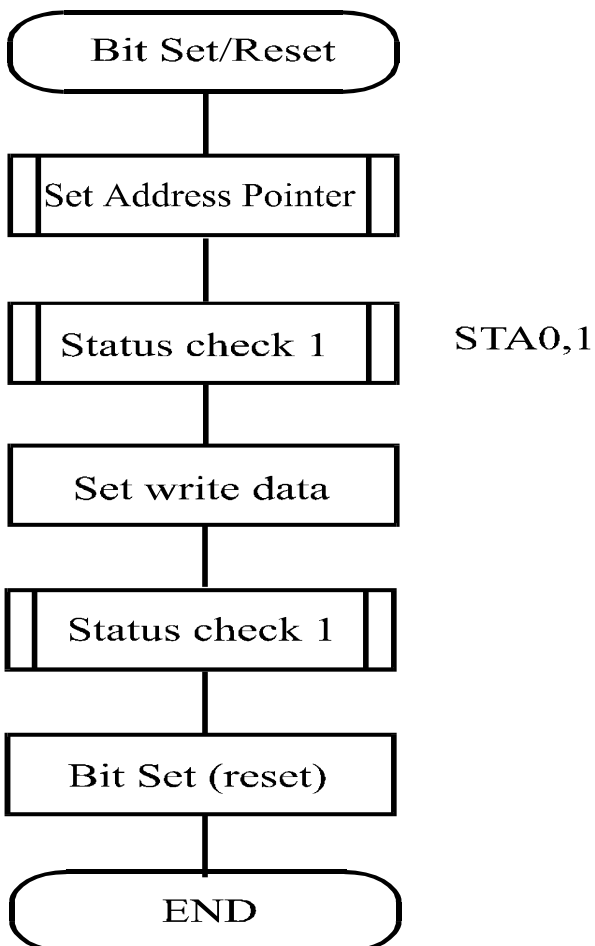 Bit Set/Reset
Set Address Pointer
Status check 1
STA0,1
Set write data
Status check 1
Bit Set (reset)
END